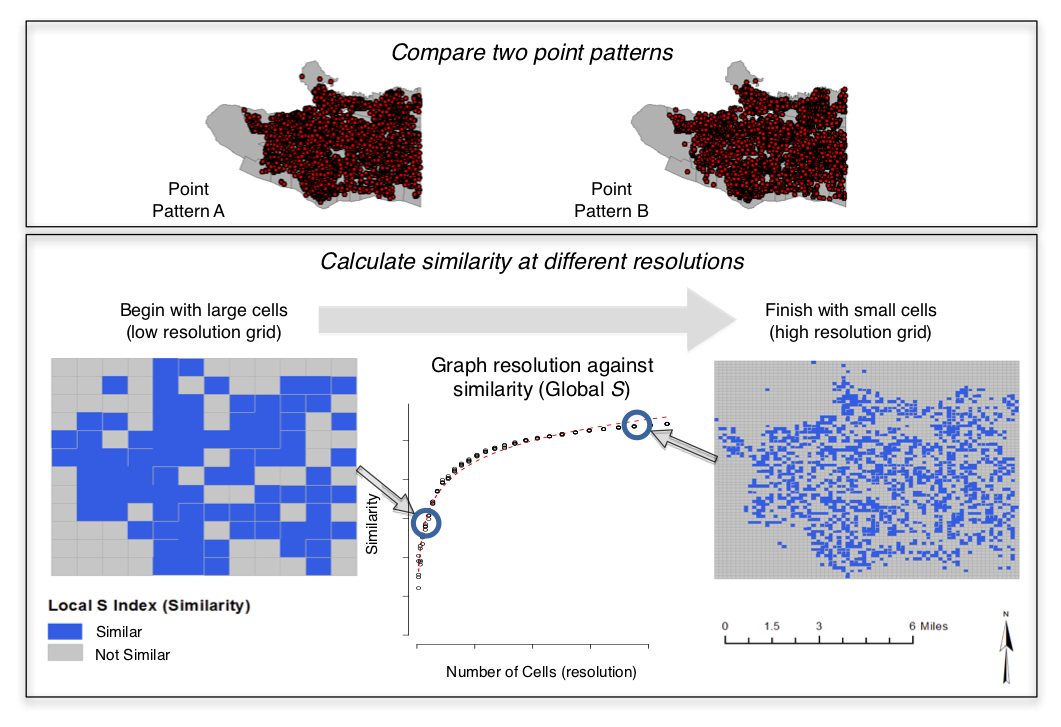 Compare two point patterns
Point
Pattern A
Point
Pattern B
Calculate similarity at different resolutions
Begin with large cells
(low resolution grid)
Finish with small cells
(high resolution grid)
Graph resolution against
similarity (Global S)
Similarity
Number of Cells (resolution)
Local S Index (Similarity)
Similar
Not Similar
0 1.5 3 6 Miles
N